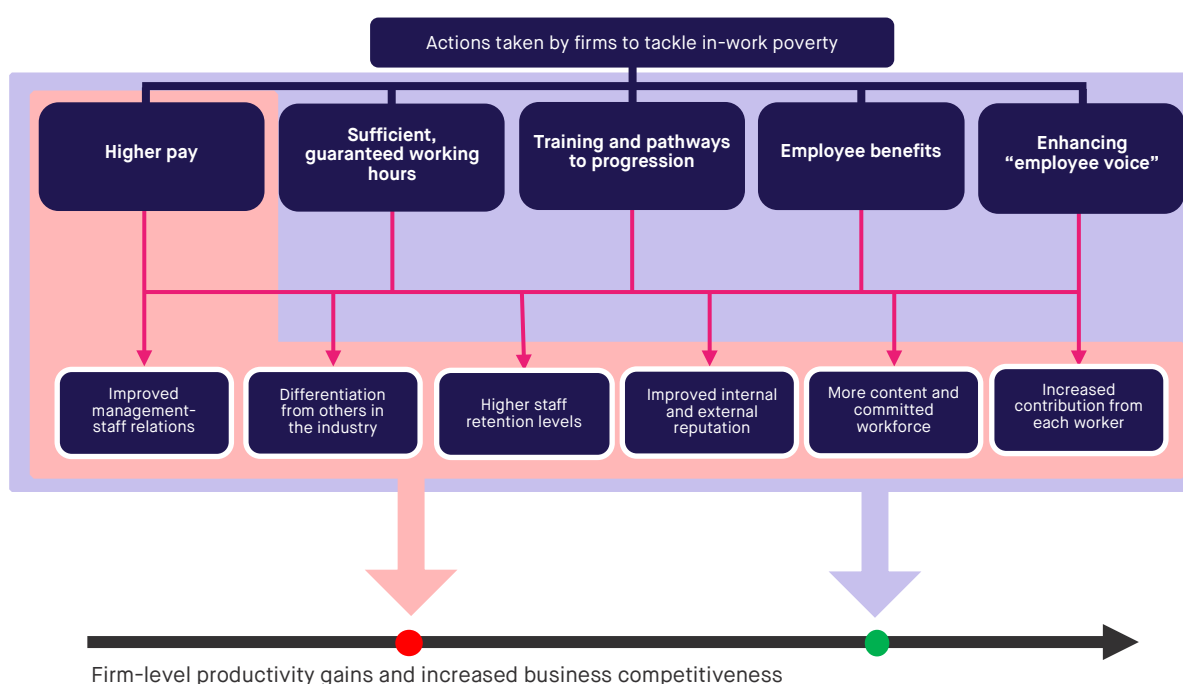 Actions taken by firms to tackle in-work poverty
Higher pay
Sufficient,
guaranteed working
hours
Training and pathways
to progression
Employee benefits
Enhancing
“employee voice”
Improved
management-
staff relations
Differentiation
from others in
the industry
Higher staff
retention levels
Improved internal
and external
reputation
More content and
committed
workforce
Increased
contribution from
each worker
Firm-level productivity gains and increased business competitiveness